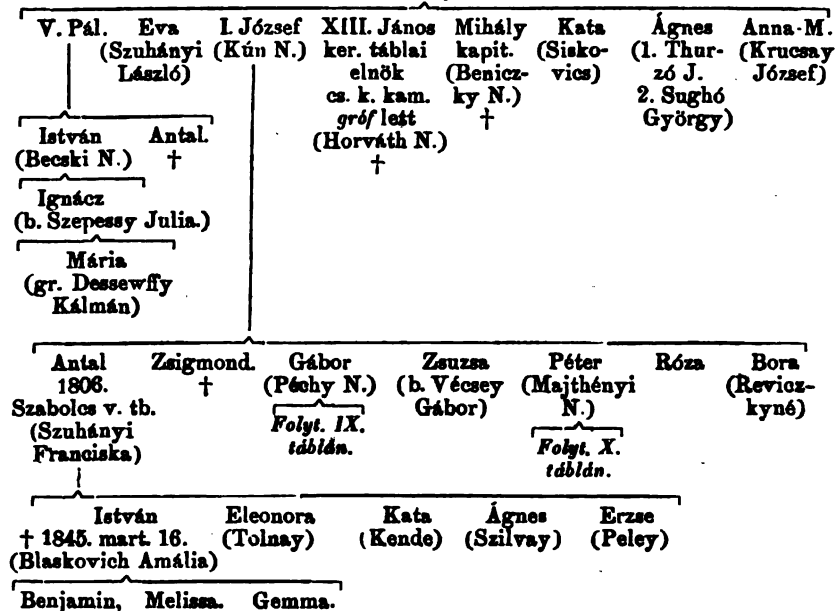 V. Pál. Eva I. József XIII. János Mihály Kata Ágnes Anna-M.
(Szuhányi (Kún N.) ker. táblai kapit. (Sisko- (1. Thur- (Krucsay
László) elnök (Benicz- vics) zó J. József)
cs. k. kam. ky N.) 2. Sughó
gróf lett † György)
(Horváth N.)
†
István Antal.
(Becski N.) †
Ignácz
(b. Szepessy Julia.)
Mária
(gr. Dessewffy
Kálmán)
Antal Zsigmond. Gábor Zsuzsa Péter Róza Bora
1806. † (Péchy N.) (b. Vécsey (Majthényi (Revicz-
Szabolcs v. tb. Gábor) N.) kyné)
(Szuhányi Folyt. IX. Folyt. X.
Franciska) táblán. táblán.
István Eleonora Kata Ágnes Erzse
† 1845. mart. 16. (Tolnay) (Kende) (Szilvay) (Peley)
(Blaskovich Amália)
Benjamin, Melissa. Gemma.